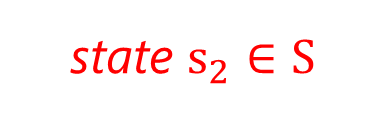 state s₂ ∈ S